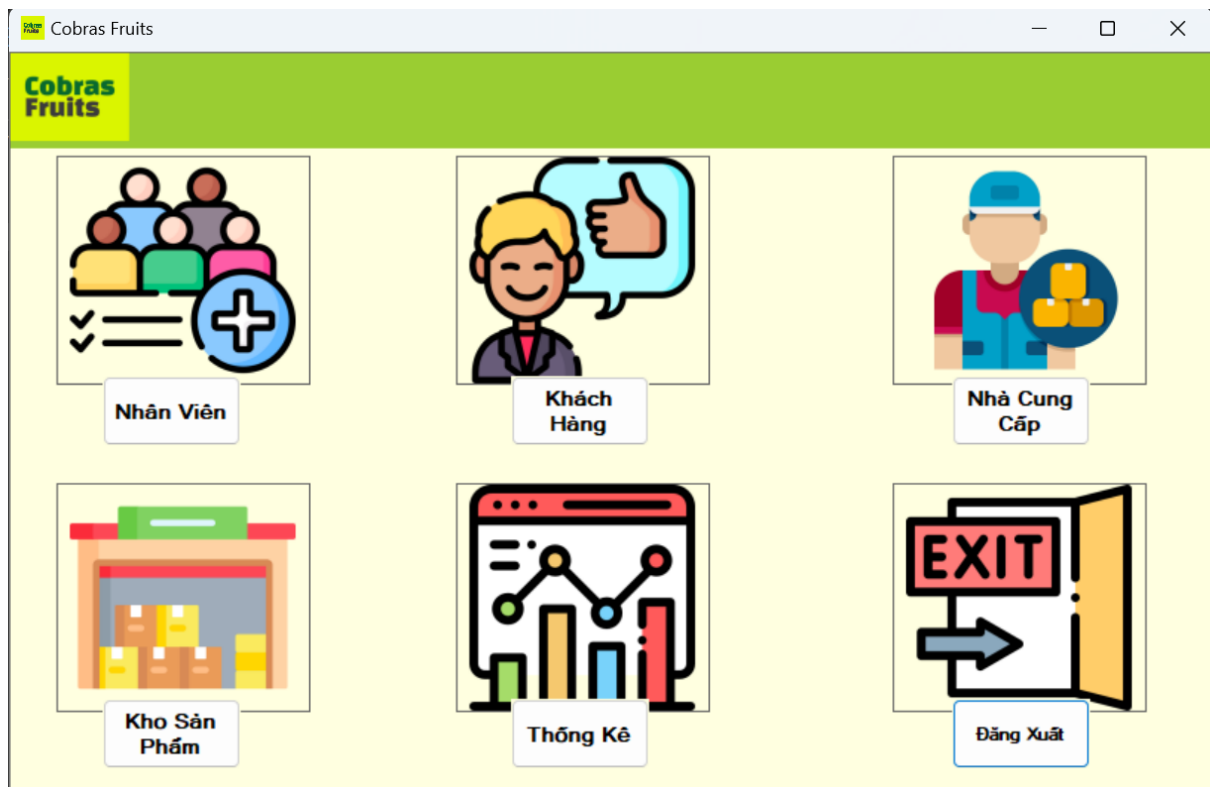 Cobras Fruits
Cobras
Fruits
Nhân Viên
Khách
Hàng
Nhà Cung
Cấp
EXIT
Kho Sản
Phẩm
Thống Kê
Đăng Xuất